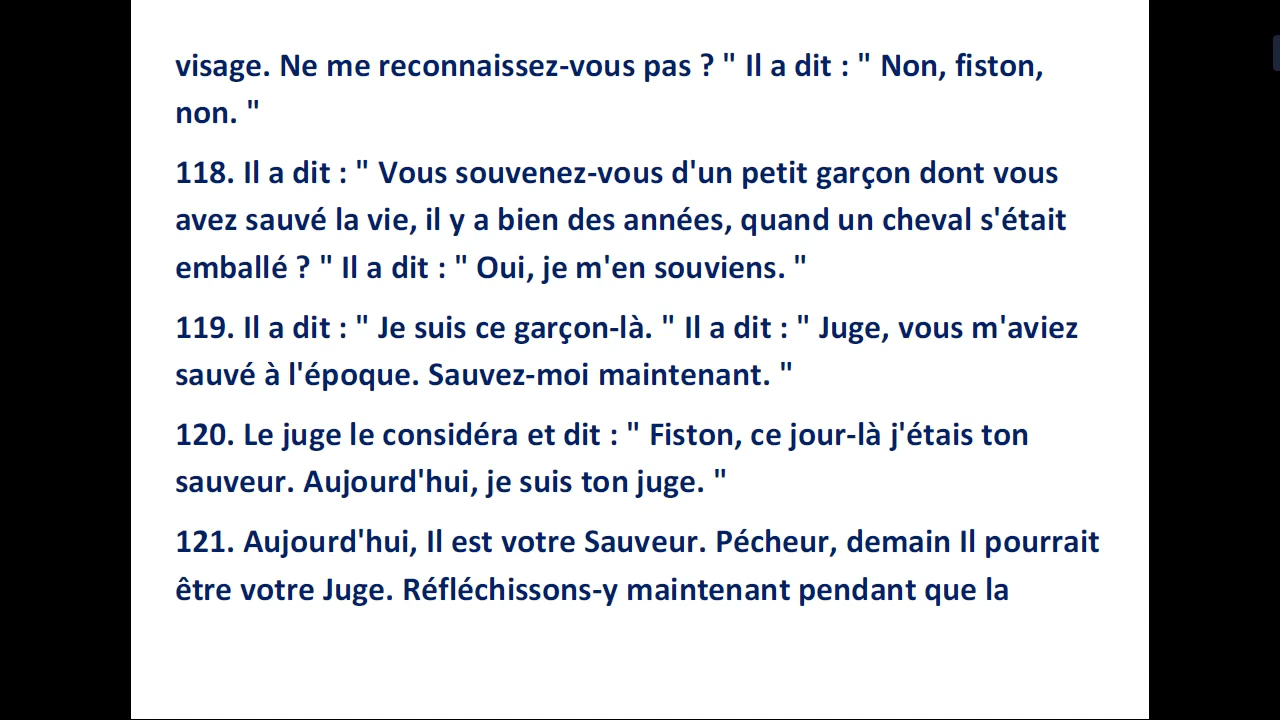 visage. Ne me reconnaissez-vous pas ? " Il a dit : " Non, fiston,
non. "
118. Il a dit : " Vous souvenez-vous d'un petit garçon dont vous
avez sauvé la vie, il y a bien des années, quand un cheval s'était
emballé ? " Il a dit : " Oui, je m'en souviens. "
119. Il a dit : " Je suis ce garçon-là. " Il a dit : " Juge, vous m'aviez
sauvé à l'époque. Sauvez-moi maintenant. "
120. Le juge le considéra et dit : " Fiston, ce jour-là j'étais ton
sauveur. Aujourd'hui, je suis ton juge. "
121. Aujourd'hui, Il est votre Sauveur. Pécheur, demain Il pourrait
être votre Juge. Réfléchissons-y maintenant pendant que la